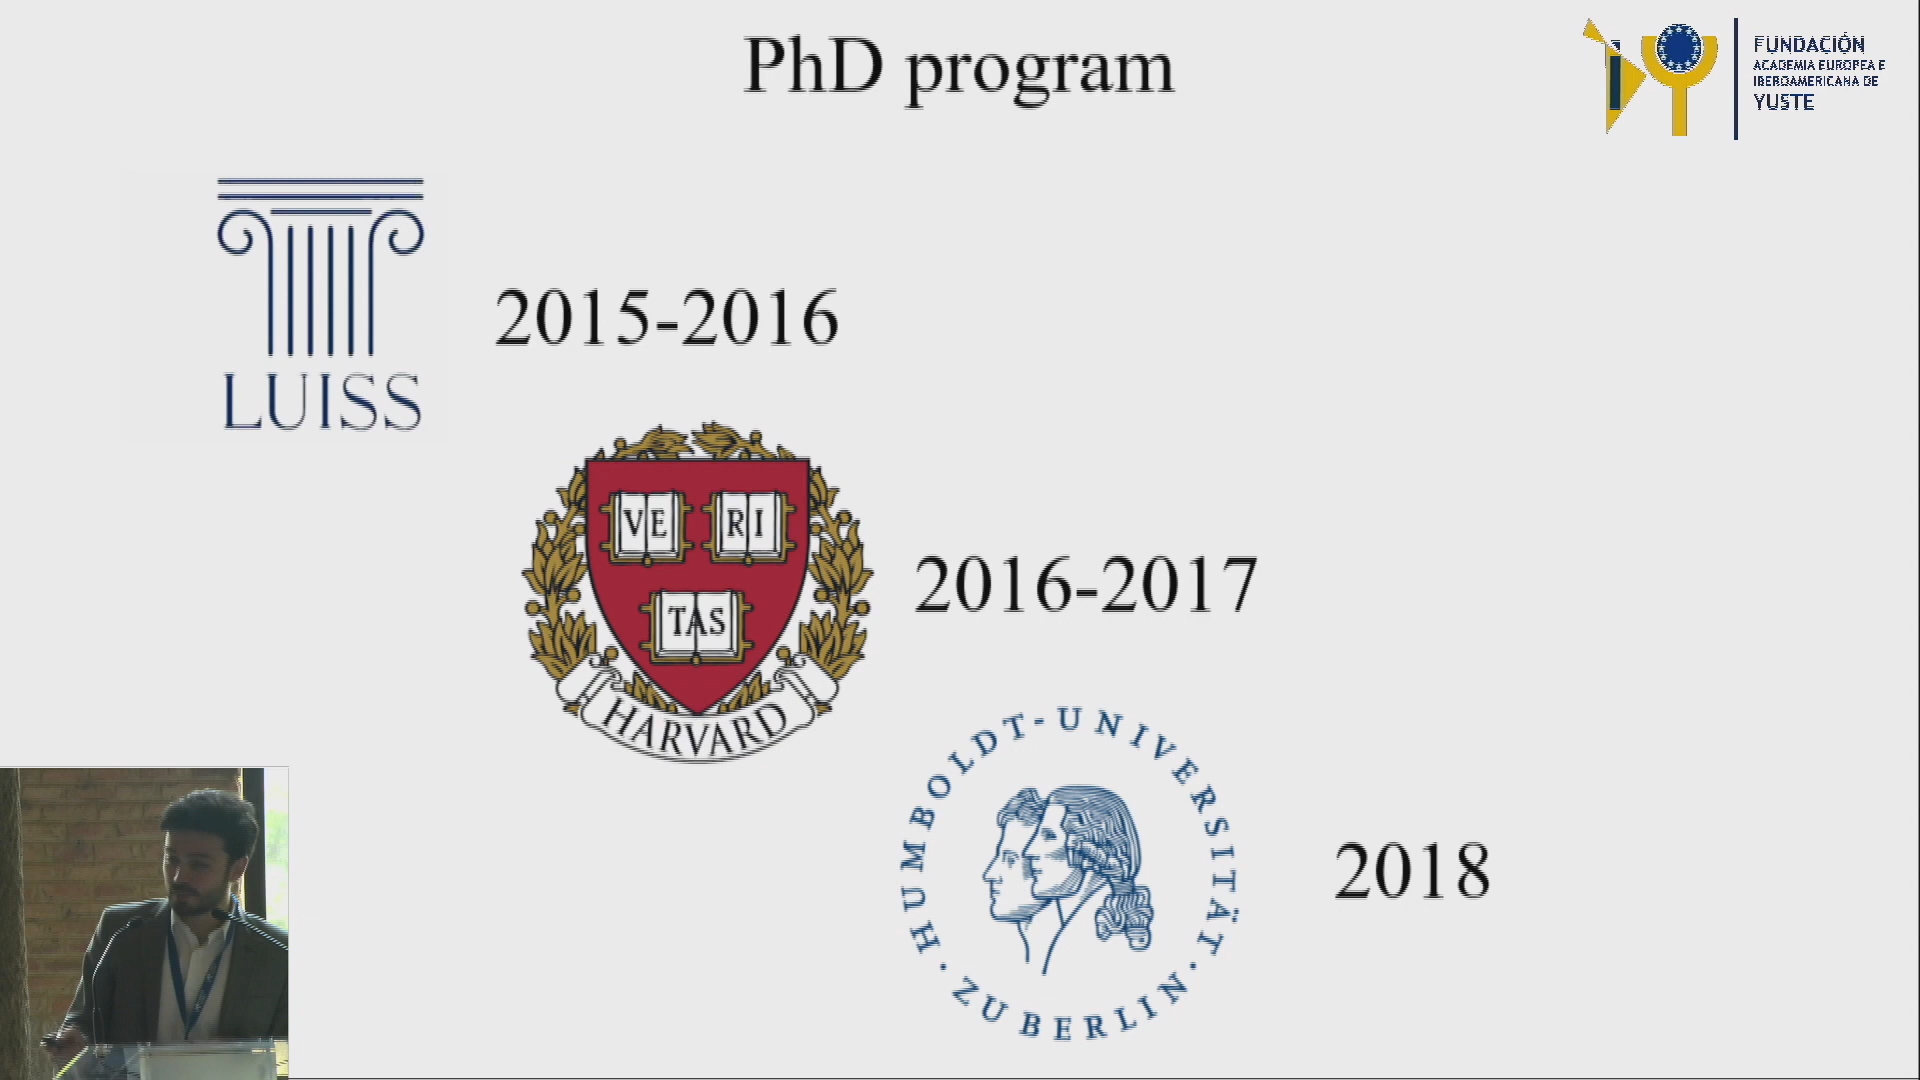 PhD program
FUNDACIÓN
ACADEMIA EUROPEA E
IBEROAMERICANA DE
YUSTE
LUISS
2015-2016
VE RI
TAS
HARVARD
2016-2017
HUMBOLDT-UNIVERSITÄT · ZU BERLIN ·
2018